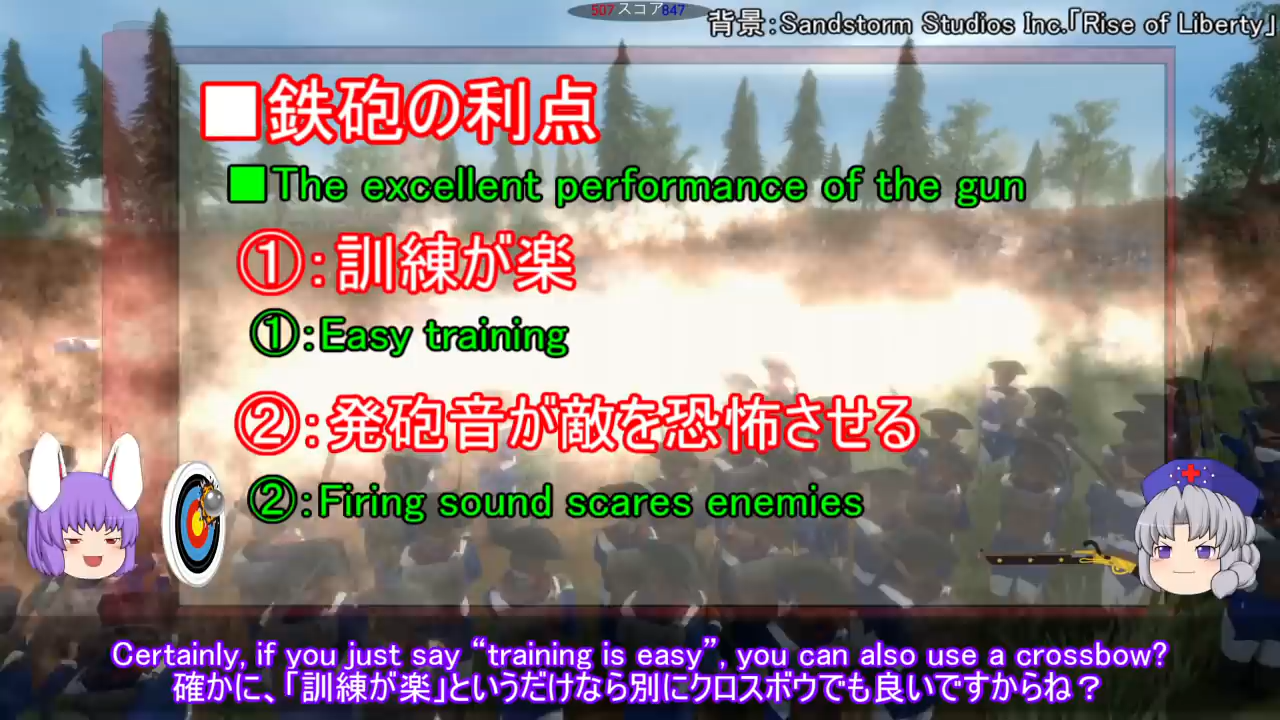 507スコア847
背景:Sandstorm Studios Inc.「Rise of Liberty」
■鉄砲の利点
■The excellent performance of the gun
①:訓練が楽
①:Easy training
②:発砲音が敵を恐怖させる
②:Firing sound scares enemies
Certainly, if you just say “training is easy”, you can also use a crossbow?
確かに、「訓練が楽」というだけなら別にクロスボウでも良いですからね?